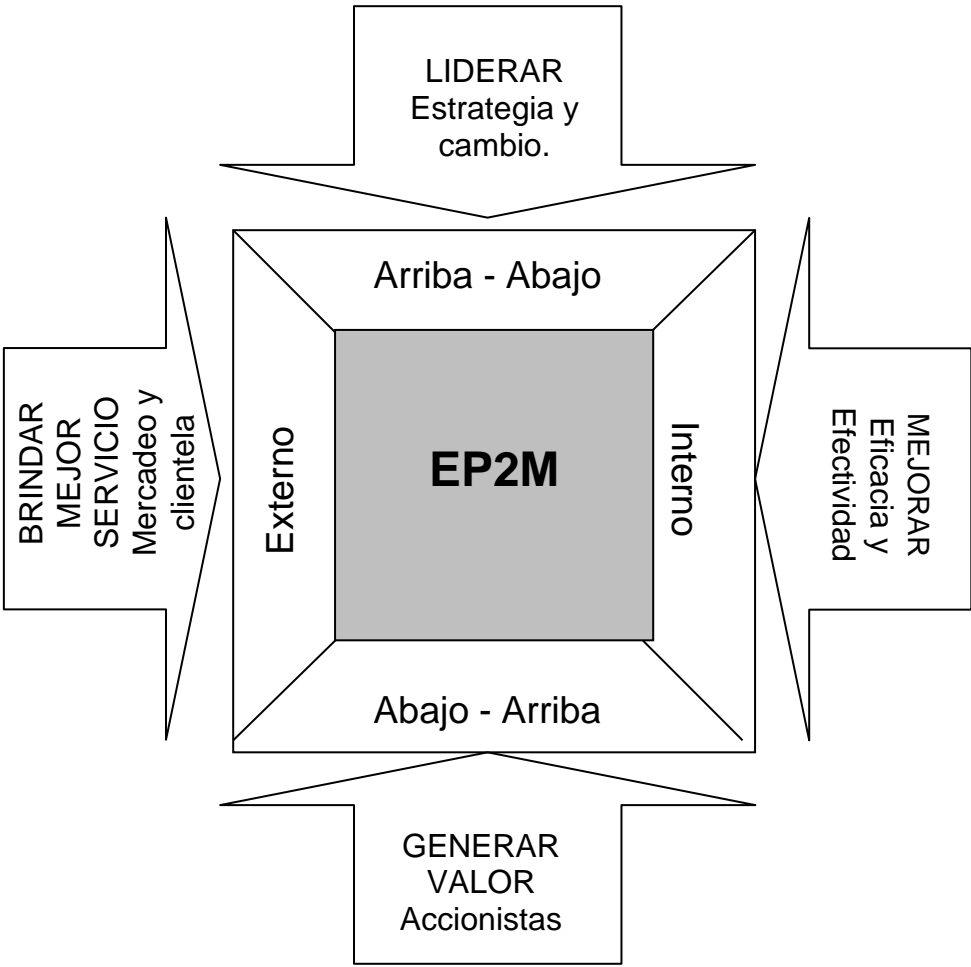 LIDERAR
Estrategia y
cambio.
Arriba - Abajo
BRINDAR
MEJOR
SERVICIO
Mercadeo y
clientela
Externo
EP2M
Interno
MEJORAR
Eficacia y
Efectividad
Abajo - Arriba
GENERAR
VALOR
Accionistas